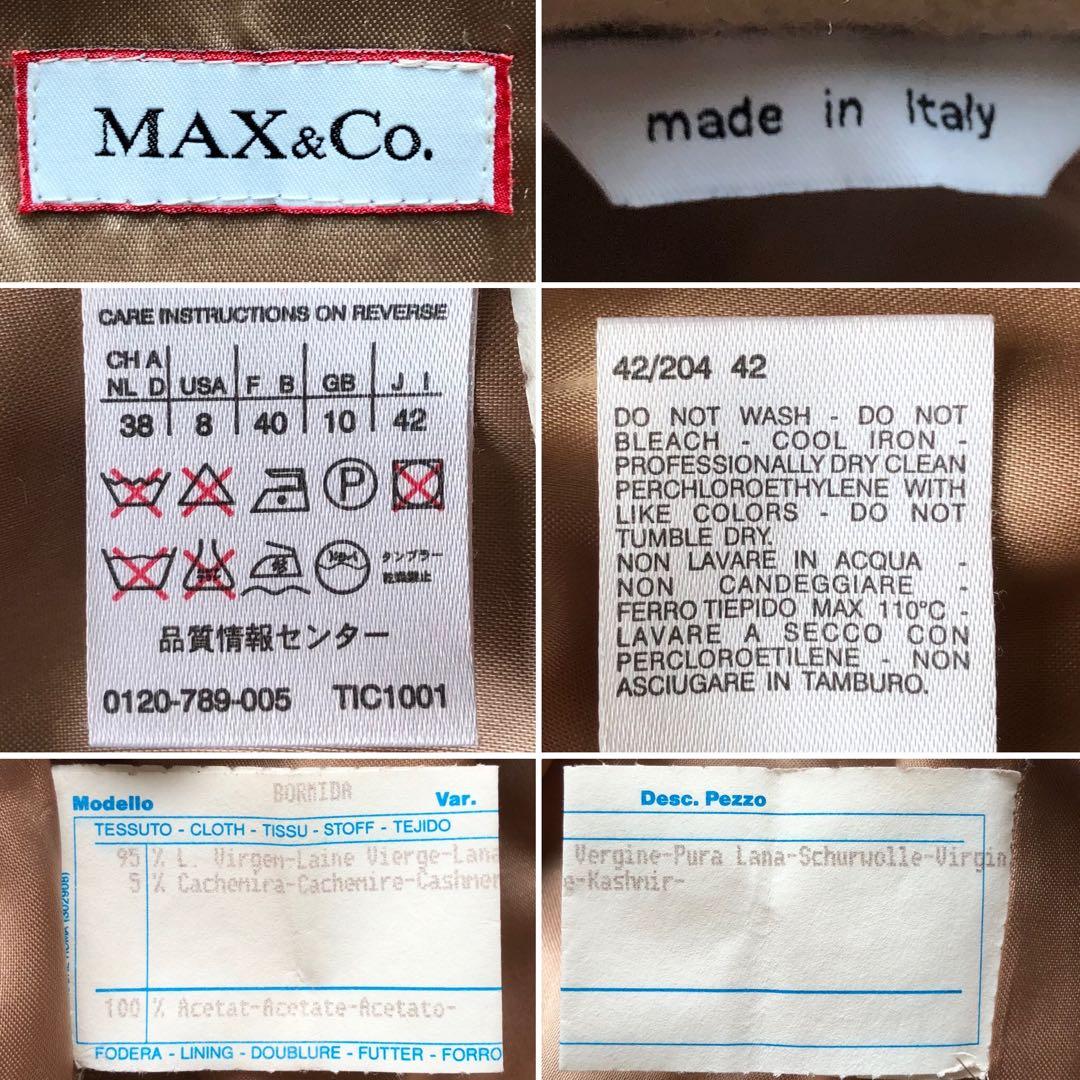 MAX&Co.
made in Italy
CARE INSTRUCTIONS ON REVERSE
CH A
NL D USA F B GB J I
38 8 40 10 42
P
タンブラー
乾燥禁止
品質情報センター
0120-789-005 TIC1001
42/204 42
DO NOT WASH - DO NOT
BLEACH - COOL IRON -
PROFESSIONALLY DRY CLEAN
PERCHLOROETHYLENE WITH
LIKE COLORS - DO NOT
TUMBLE DRY.
NON LAVARE IN ACQUA -
NON CANDEGGIARE -
FERRO TIEPIDO MAX 110°C -
LAVARE A SECCO CON
PERCLOROETILENE - NON
ASCIUGARE IN TAMBURO.
Modello BORMIDA Var.
TESSUTO - CLOTH - TISSU - STOFF - TEJIDO
95 % L. Virgen-Laine Vierge-Lana
5 % Cachemira-Cachemire-Cashmer
100 % Acetat-Acetate-Acetato-
FODERA - LINING - DOUBLURE - FUTTER - FORRO
Desc. Pezzo
Vergine-Pura Lana-Schurwolle-Virgin
e-Kashmir-